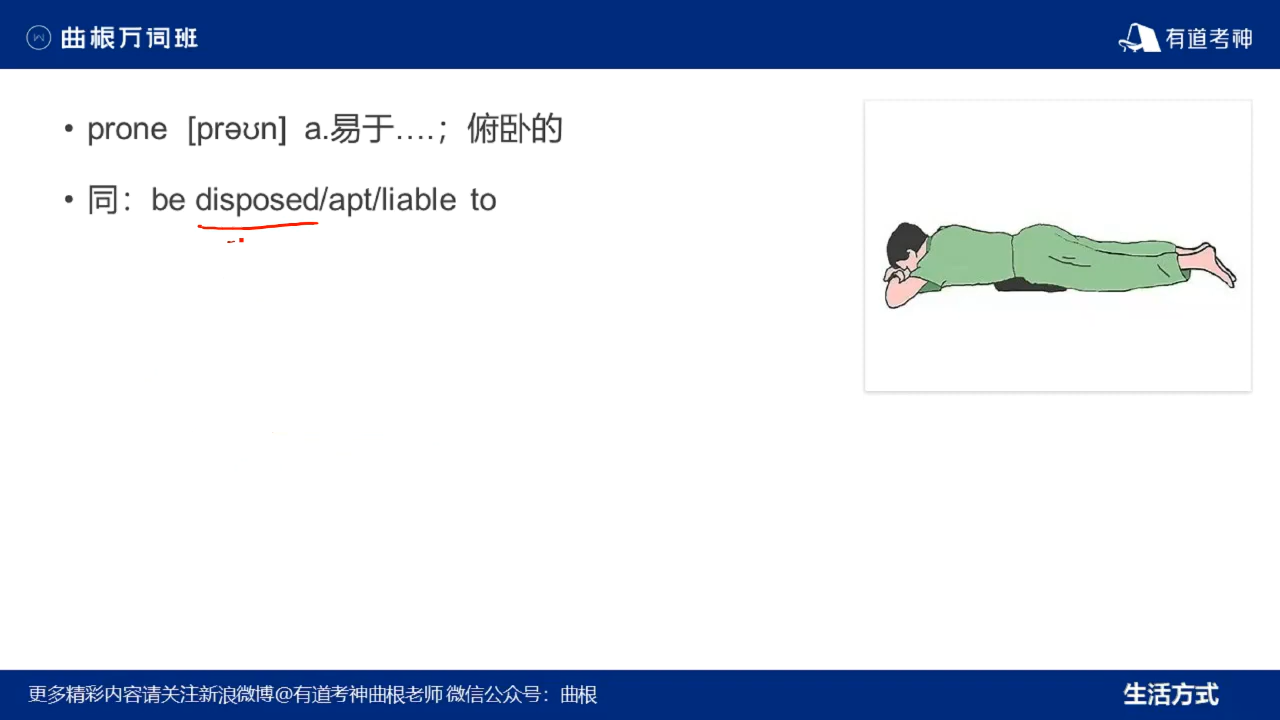 曲根万词班
有道考神
• prone [prəʊn] a.易于….；俯卧的
• 同：be disposed/apt/liable to
更多精彩内容请关注新浪微博@有道考神曲根老师 微信公众号：曲根
生活方式